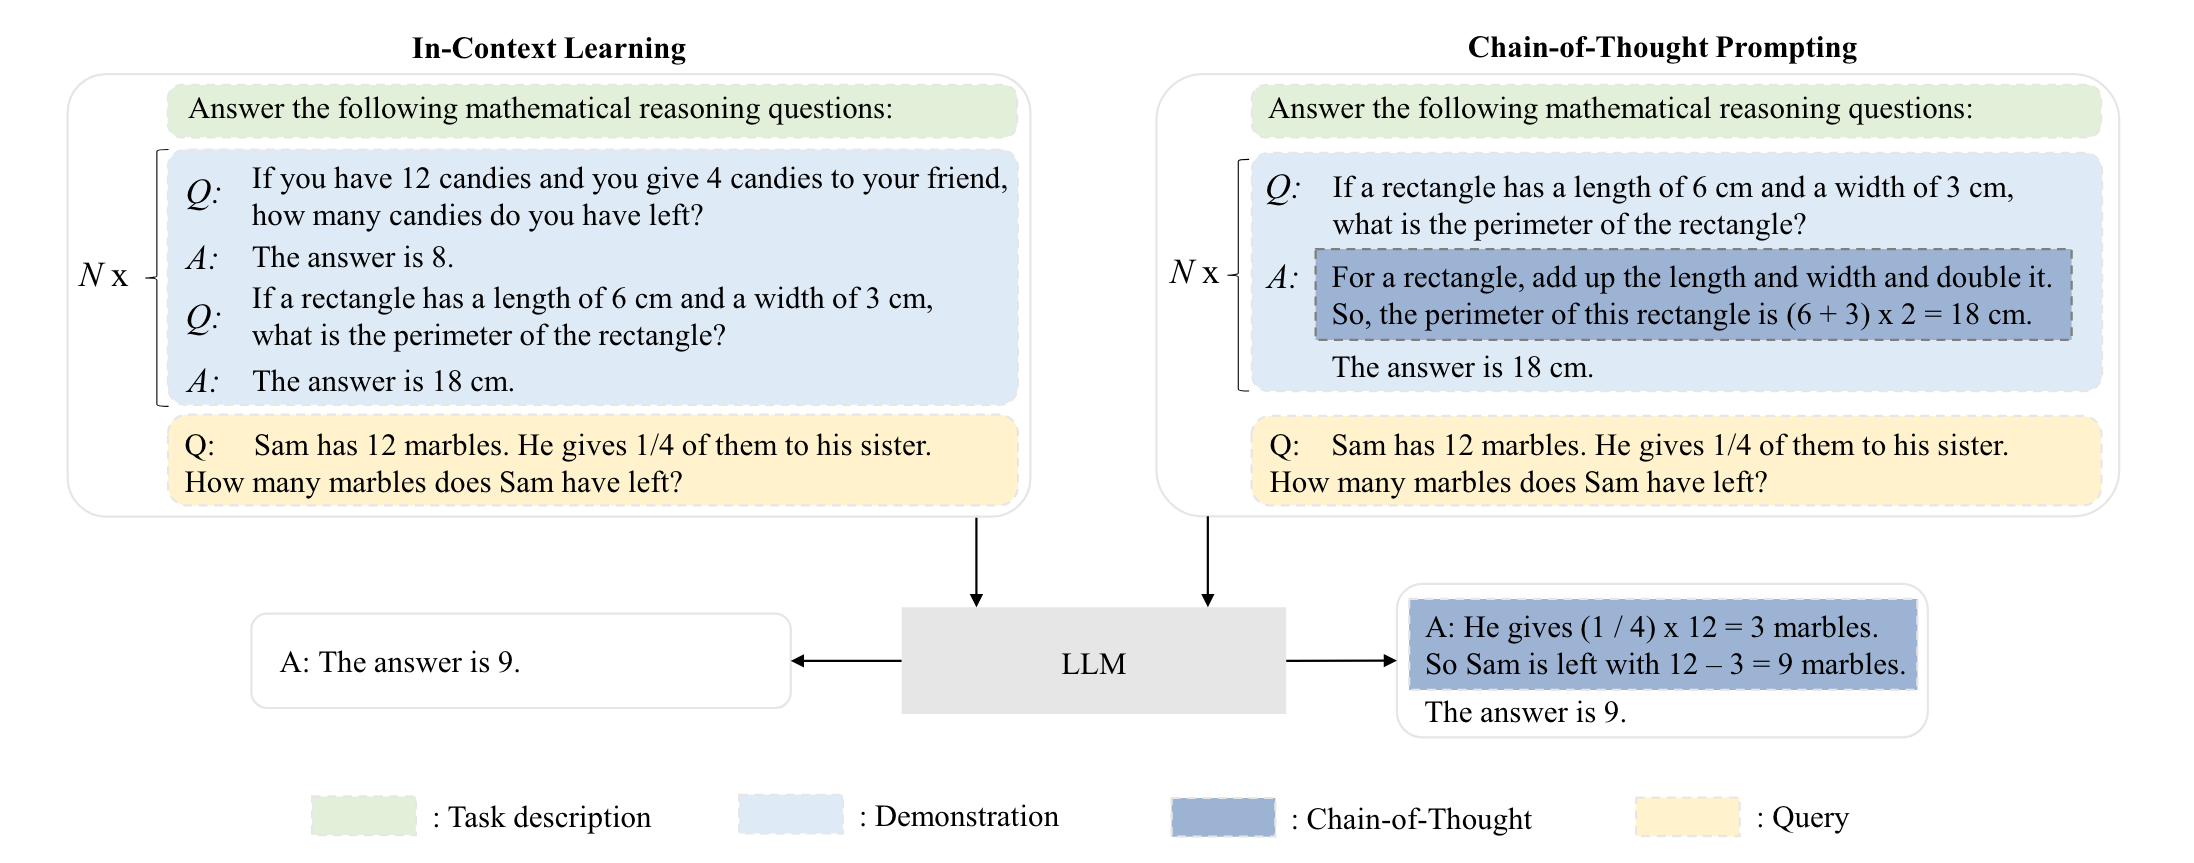 In-Context Learning
Answer the following mathematical reasoning questions:
N x
Q: If you have 12 candies and you give 4 candies to your friend,
how many candies do you have left?
A: The answer is 8.
Q: If a rectangle has a length of 6 cm and a width of 3 cm,
what is the perimeter of the rectangle?
A: The answer is 18 cm.
Q: Sam has 12 marbles. He gives 1/4 of them to his sister.
How many marbles does Sam have left?
Chain-of-Thought Prompting
Answer the following mathematical reasoning questions:
N x
Q: If a rectangle has a length of 6 cm and a width of 3 cm,
what is the perimeter of the rectangle?
A: For a rectangle, add up the length and width and double it.
So, the perimeter of this rectangle is (6 + 3) x 2 = 18 cm.
The answer is 18 cm.
Q: Sam has 12 marbles. He gives 1/4 of them to his sister.
How many marbles does Sam have left?
A: The answer is 9.
LLM
A: He gives (1 / 4) x 12 = 3 marbles.
So Sam is left with 12 – 3 = 9 marbles.
The answer is 9.
: Task description
: Demonstration
: Chain-of-Thought
: Query